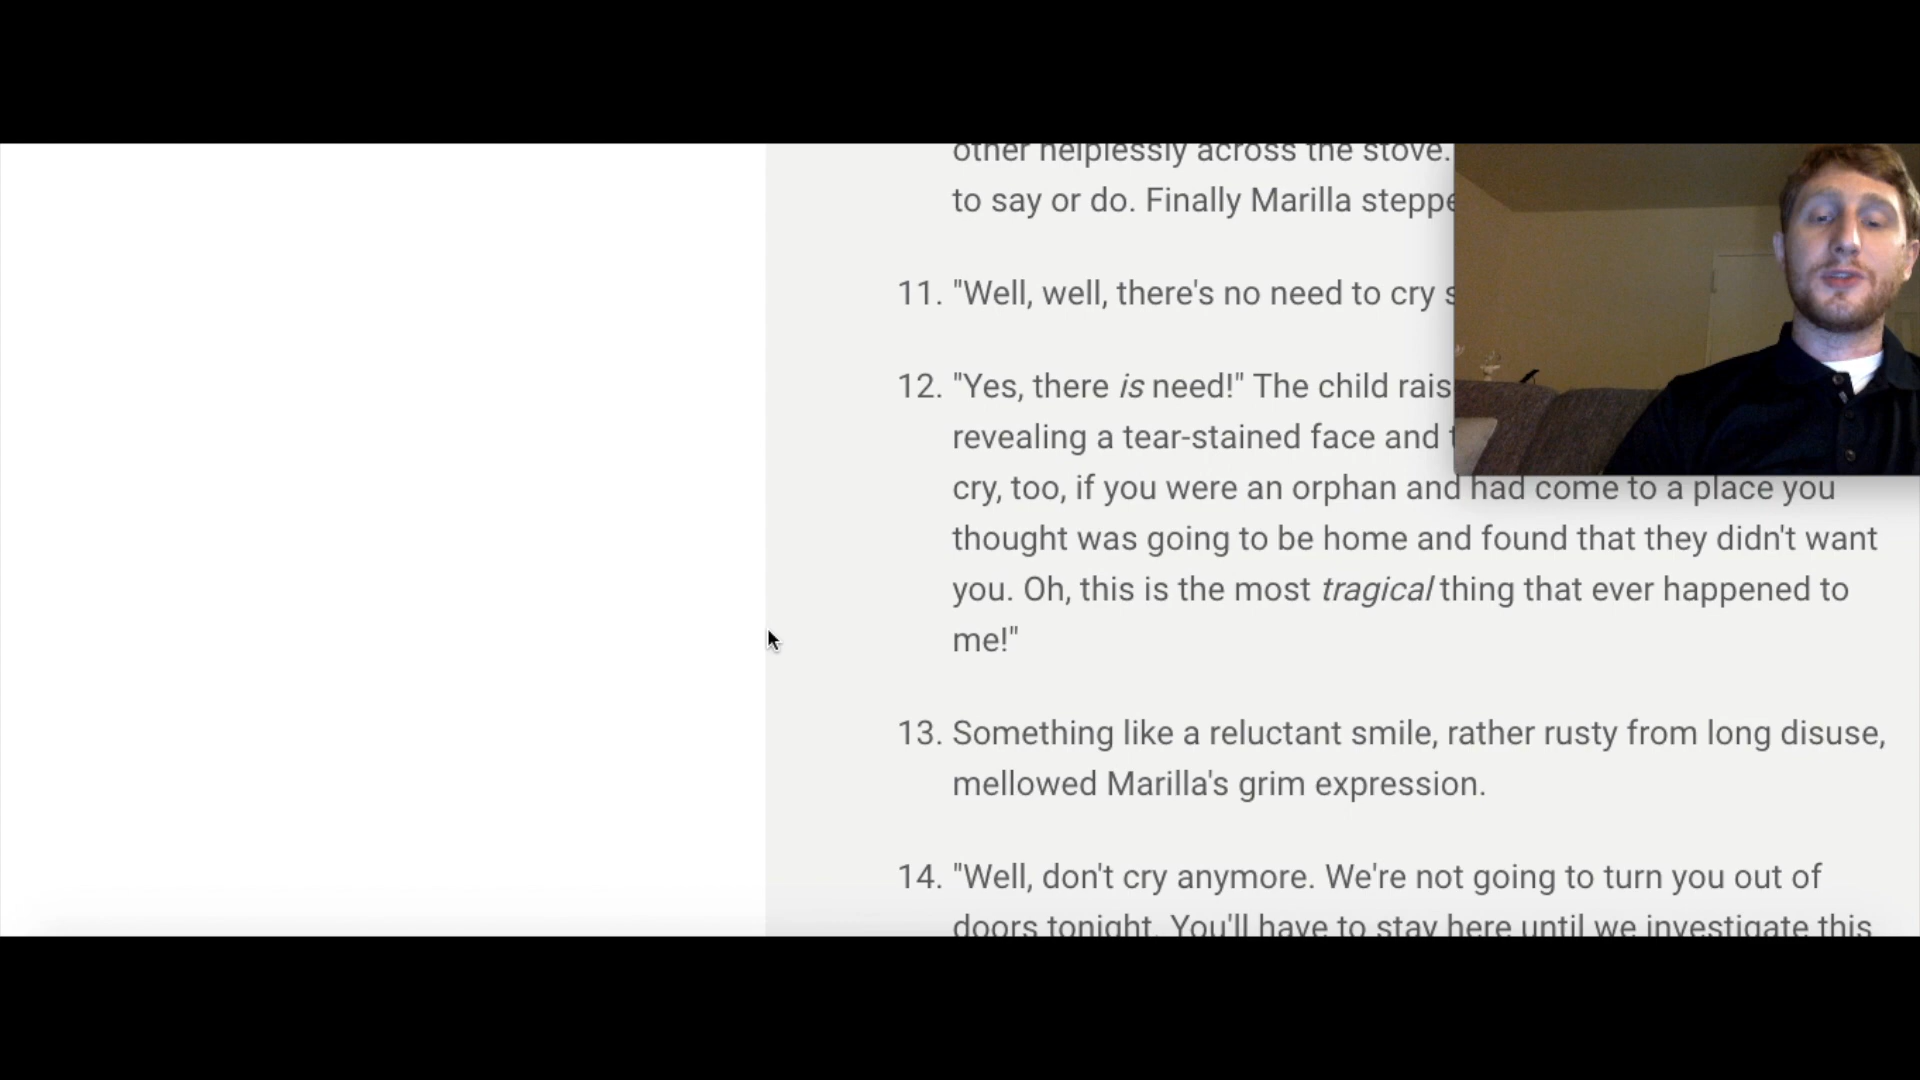 other helplessly across the stove.
to say or do. Finally Marilla
11. "Well, well, there's no need to cry
12. "Yes, there is need!" The child
revealing a tear-stained face and
cry, too, if you were an orphan and had come to a place you
thought was going to be home and found that they didn't want
you. Oh, this is the most tragical thing that ever happened to
me!"
13. Something like a reluctant smile, rather rusty from long disuse,
mellowed Marilla's grim expression.
14. "Well, don't cry anymore. We're not going to turn you out of
doors tonight. You'll have to stay here until we investigate this